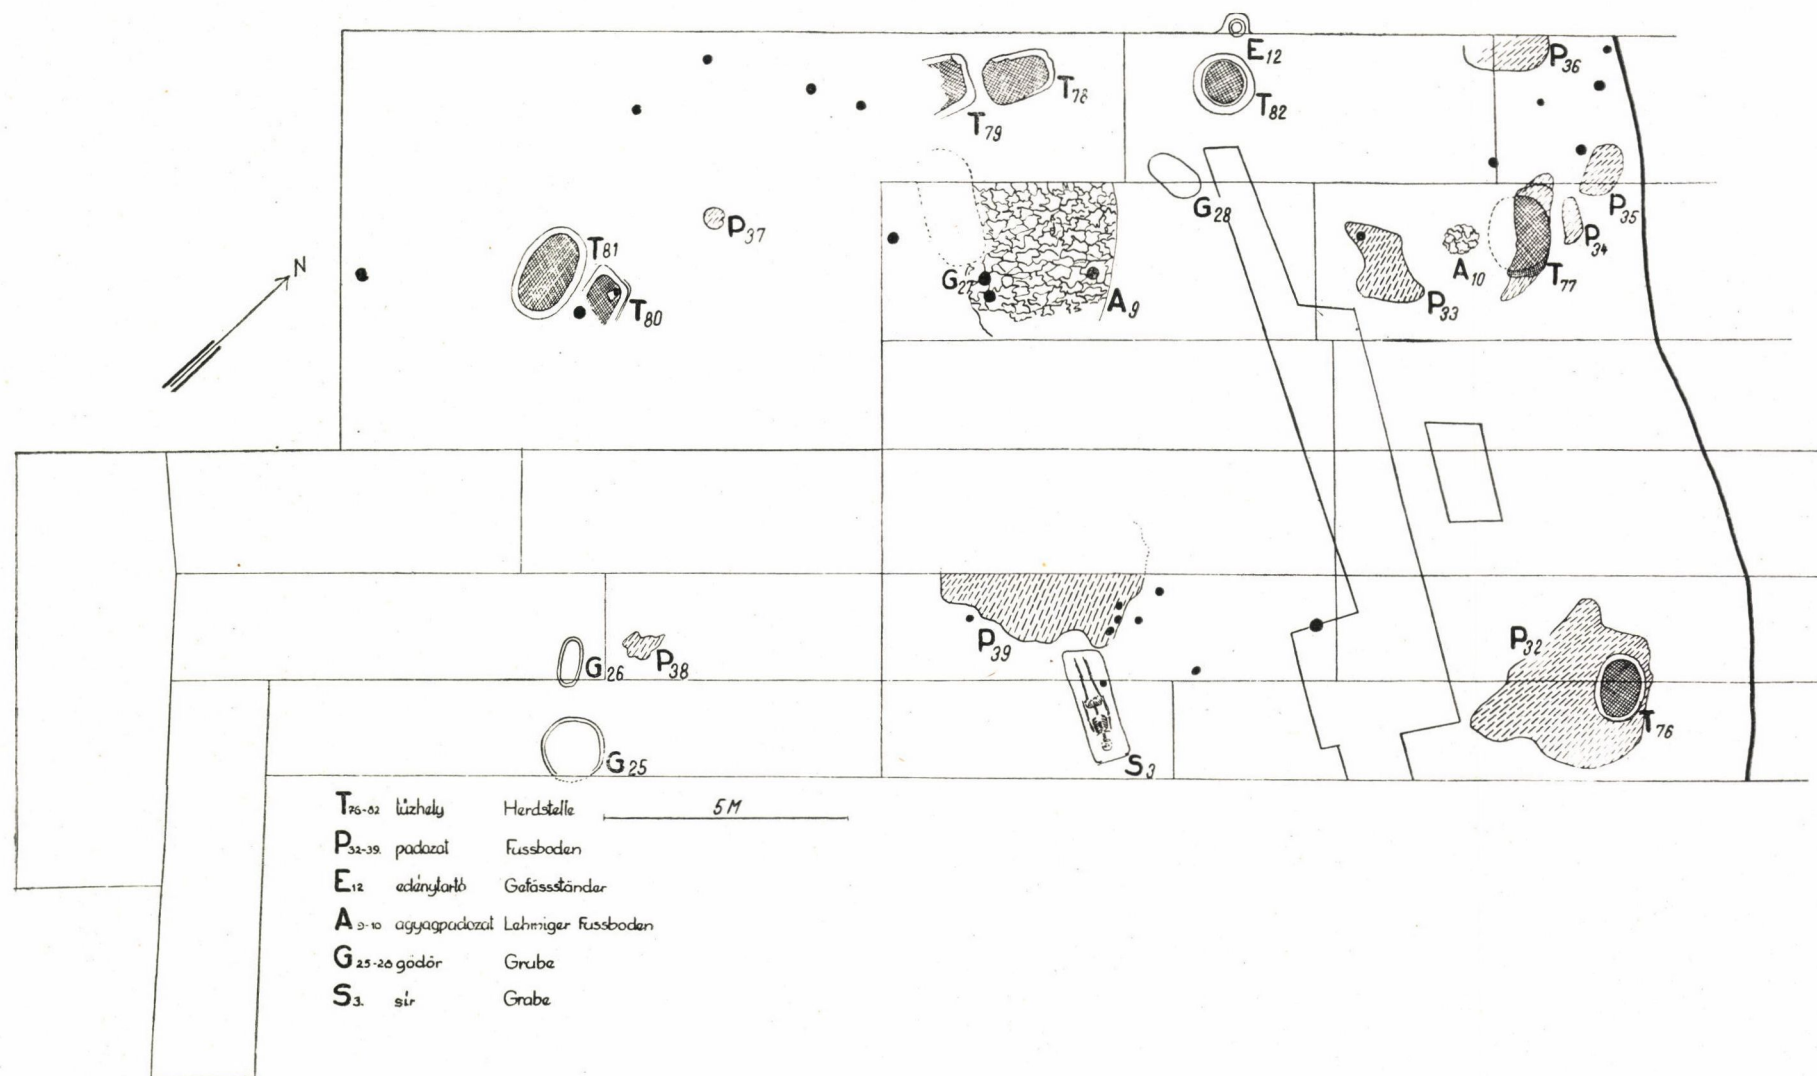 E12
P36
T78
T82
T79
P35
G28
P37
P34
T81
N
A10
T77
G27
A9
P33
T80
P32
P39
G26
P38
T76
G25
S3
T76-82 tűzhely Herdstelle 5M
P32-39. padozat Fussboden
E12 edénytartó Gefässständer
A9-10 agyagpadozat Lehmiger Fussboden
G25-28 gödör Grube
S3. sír Grabe